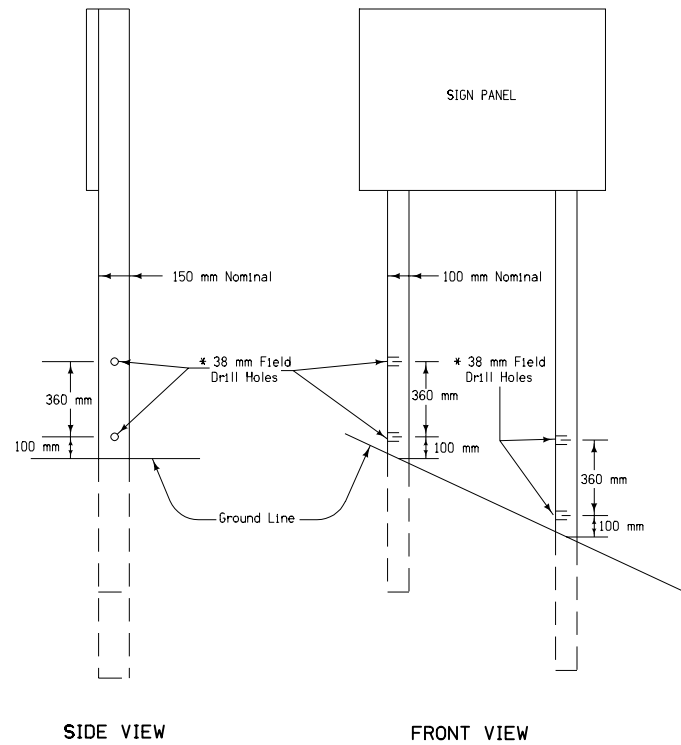 SIGN PANEL
150 mm Nominal
100 mm Nominal
* 38 mm Field
Drill Holes
* 38 mm Field
Drill Holes
360 mm
360 mm
100 mm
100 mm
360 mm
Ground Line
100 mm
SIDE VIEW
FRONT VIEW